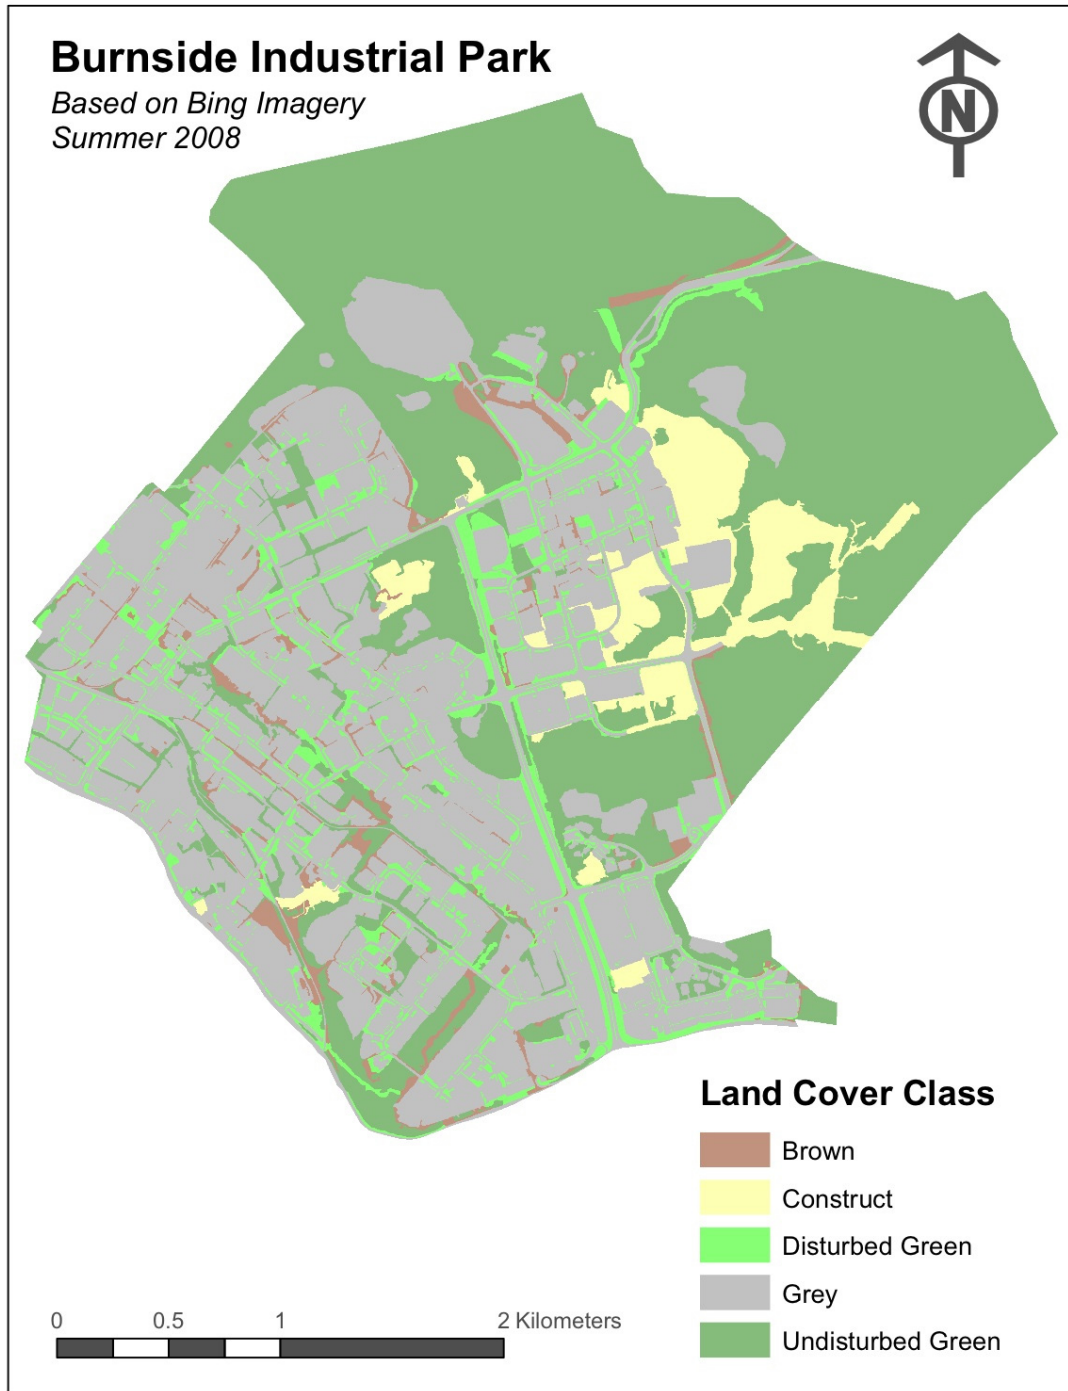 Burnside Industrial Park
Based on Bing Imagery
Summer 2008
N
Land Cover Class
Brown
Construct
Disturbed Green
Grey
Undisturbed Green
0 0.5 1 2 Kilometers